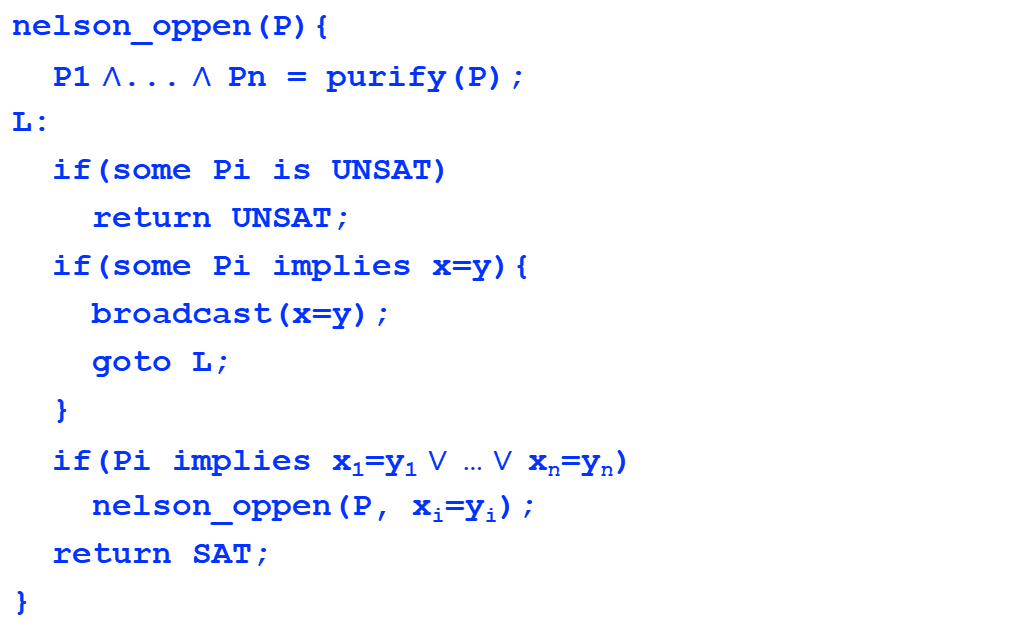 nelson_oppen(P){
P1 ∧... ∧ Pn = purify(P);
L:
if(some Pi is UNSAT)
return UNSAT;
if(some Pi implies x=y){
broadcast(x=y);
goto L;
}
if(Pi implies x₁=y₁ ∨ … ∨ xₙ=yₙ)
nelson_oppen(P, xᵢ=yᵢ);
return SAT;
}